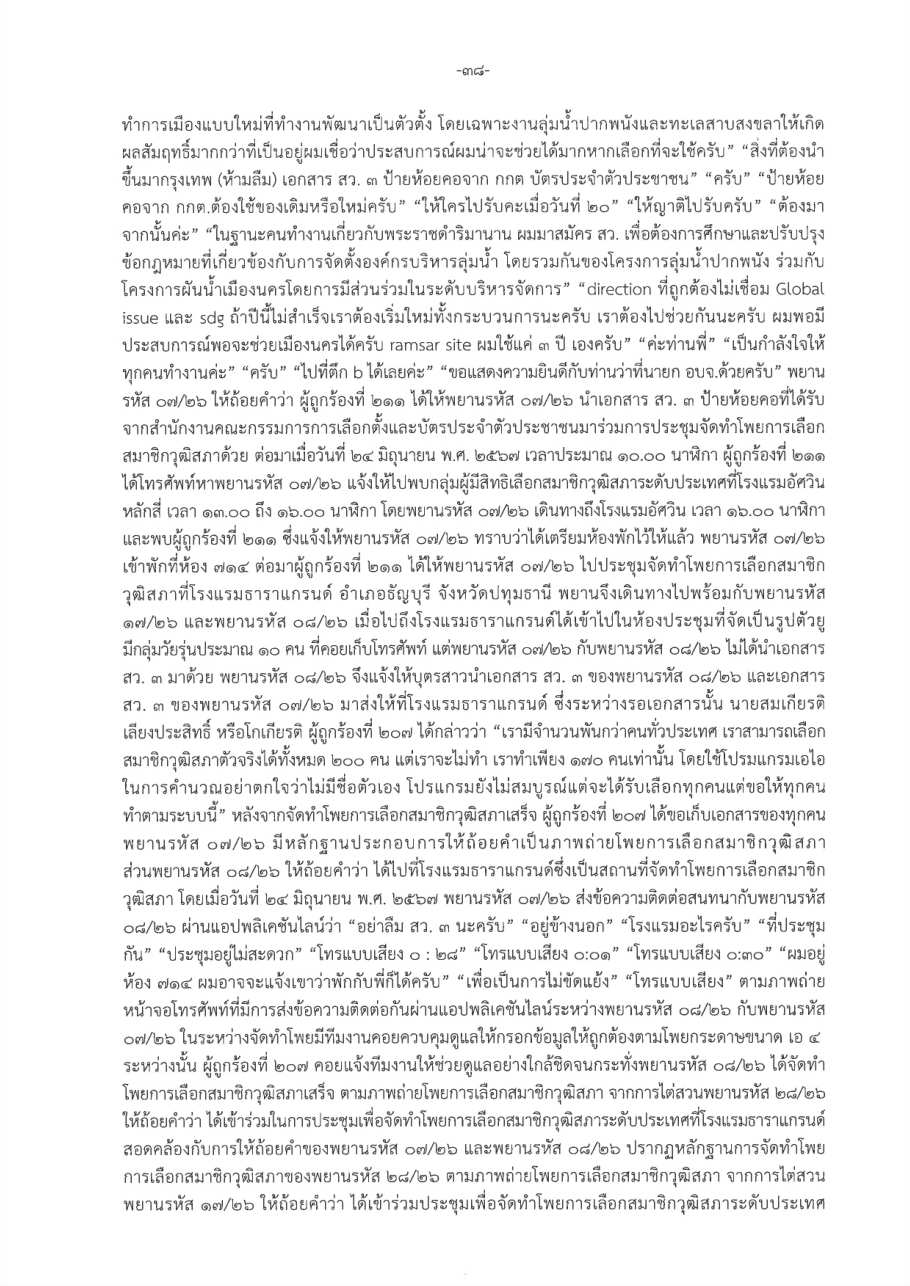 -๓๘-
ทำการเมืองแบบใหม่ที่ทำงานพัฒนาเป็นตัวตั้ง โดยเฉพาะงานลุ่มน้ำปากพนังและทะเลสาบสงขลาให้เกิด
ผลสัมฤทธิ์มากกว่าที่เป็นอยู่ผมเชื่อว่าประสบการณ์ผมน่าจะช่วยได้มากหากเลือกที่จะใช้ครับ” “สิ่งที่ต้องนำ
ขึ้นมากรุงเทพ (ห้ามลืม) เอกสาร สว. ๓ ป้ายห้อยคอจาก กกต บัตรประจำตัวประชาชน” “ครับ” “ป้ายห้อย
คอจาก กกต.ต้องใช้ของเดิมหรือใหม่ครับ” “ให้ใครไปรับคะเมื่อวันที่ ๒๐” “ให้ญาติไปรับครับ” “ต้องมา
จากนั้นค่ะ” “ในฐานะคนทำงานเกี่ยวกับพระราชดำริมานาน ผมมาสมัคร สว. เพื่อต้องการศึกษาและปรับปรุง
ข้อกฎหมายที่เกี่ยวข้องกับการจัดตั้งองค์กรบริหารลุ่มน้ำ โดยรวมกันของโครงการลุ่มน้ำปากพนัง ร่วมกับ
โครงการผันน้ำเมืองนครโดยการมีส่วนร่วมในระดับบริหารจัดการ” “direction ที่ถูกต้องไม่เชื่อม Global
issue และ sdg ถ้าปีนี้ไม่สำเร็จเราต้องเริ่มใหม่ทั้งกระบวนการนะครับ เราต้องไปช่วยกันนะครับ ผมพอมี
ประสบการณ์พอจะช่วยเมืองนครได้ครับ ramsar site ผมใช้แค่ ๓ ปี เองครับ” “ค่ะท่านพี่” “เป็นกำลังใจให้
ทุกคนทำงานค่ะ” “ครับ” “ไปที่ตึก b ได้เลยค่ะ” “ขอแสดงความยินดีกับท่านว่าที่นายก อบจ.ด้วยครับ” พยาน
รหัส ๐๗/๒๖ ให้ถ้อยคำว่า ผู้ถูกร้องที่ ๒๑๑ ได้ให้พยานรหัส ๐๗/๒๖ นำเอกสาร สว. ๓ ป้ายห้อยคอที่ได้รับ
จากสำนักงานคณะกรรมการการเลือกตั้งและบัตรประจำตัวประชาชนมาร่วมการประชุมจัดทำโพยการเลือก
สมาชิกวุฒิสภาด้วย ต่อมาเมื่อวันที่ ๒๔ มิถุนายน พ.ศ. ๒๕๖๗ เวลาประมาณ ๑๐.๐๐ นาฬิกา ผู้ถูกร้องที่ ๒๑๑
ได้โทรศัพท์หาพยานรหัส ๐๗/๒๖ แจ้งให้ไปพบกลุ่มผู้มีสิทธิเลือกสมาชิกวุฒิสภาระดับประเทศที่โรงแรมอัศวิน
หลักสี่ เวลา ๑๓.๐๐ ถึง ๑๖.๐๐ นาฬิกา โดยพยานรหัส ๐๗/๒๖ เดินทางถึงโรงแรมอัศวิน เวลา ๑๖.๐๐ นาฬิกา
และพบผู้ถูกร้องที่ ๒๑๑ ซึ่งแจ้งให้พยานรหัส ๐๗/๒๖ ทราบว่าได้เตรียมห้องพักไว้ให้แล้ว พยานรหัส ๐๗/๒๖
เข้าพักที่ห้อง ๗๑๔ ต่อมาผู้ถูกร้องที่ ๒๑๑ ได้ให้พยานรหัส ๐๗/๒๖ ไปประชุมจัดทำโพยการเลือกสมาชิก
วุฒิสภาที่โรงแรมธาราแกรนด์ อำเภอธัญบุรี จังหวัดปทุมธานี พยานจึงเดินทางไปพร้อมกับพยานรหัส
๑๗/๒๖ และพยานรหัส ๐๘/๒๖ เมื่อไปถึงโรงแรมธาราแกรนด์ได้เข้าไปในห้องประชุมที่จัดเป็นรูปตัวยู
มีกลุ่มวัยรุ่นประมาณ ๑๐ คน ที่คอยเก็บโทรศัพท์ แต่พยานรหัส ๐๗/๒๖ กับพยานรหัส ๐๘/๒๖ ไม่ได้นำเอกสาร
สว. ๓ มาด้วย พยานรหัส ๐๘/๒๖ จึงแจ้งให้บุตรสาวนำเอกสาร สว. ๓ ของพยานรหัส ๐๘/๒๖ และเอกสาร
สว. ๓ ของพยานรหัส ๐๗/๒๖ มาส่งให้ที่โรงแรมธาราแกรนด์ ซึ่งระหว่างรอเอกสารนั้น นายสมเกียรติ
เลียงประสิทธิ์ หรือโกเกียรติ ผู้ถูกร้องที่ ๒๐๗ ได้กล่าวว่า “เรามีจำนวนพันกว่าคนทั่วประเทศ เราสามารถเลือก
สมาชิกวุฒิสภาตัวจริงได้ทั้งหมด ๒๐๐ คน แต่เราจะไม่ทำ เราทำเพียง ๑๗๐ คนเท่านั้น โดยใช้โปรมแกรมเอไอ
ในการคำนวณอย่าตกใจว่าไม่มีชื่อตัวเอง โปรแกรมยังไม่สมบูรณ์แต่จะได้รับเลือกทุกคนแต่ขอให้ทุกคน
ทำตามระบบนี้” หลังจากจัดทำโพยการเลือกสมาชิกวุฒิสภาเสร็จ ผู้ถูกร้องที่ ๒๐๗ ได้ขอเก็บเอกสารของทุกคน
พยานรหัส ๐๗/๒๖ มีหลักฐานประกอบการให้ถ้อยคำเป็นภาพถ่ายโพยการเลือกสมาชิกวุฒิสภา
ส่วนพยานรหัส ๐๘/๒๖ ให้ถ้อยคำว่า ได้ไปที่โรงแรมธาราแกรนด์ซึ่งเป็นสถานที่จัดทำโพยการเลือกสมาชิก
วุฒิสภา โดยเมื่อวันที่ ๒๔ มิถุนายน พ.ศ. ๒๕๖๗ พยานรหัส ๐๗/๒๖ ส่งข้อความติดต่อสนทนากับพยานรหัส
๐๘/๒๖ ผ่านแอปพลิเคชันไลน์ว่า “อย่าลืม สว. ๓ นะครับ” “อยู่ข้างนอก” “โรงแรมอะไรครับ” “ที่ประชุม
กัน” “ประชุมอยู่ไม่สะดวก” “โทรแบบเสียง ๐ : ๒๘” “โทรแบบเสียง ๐:๐๑” “โทรแบบเสียง ๐:๓๐” “ผมอยู่
ห้อง ๗๑๔ ผมอาจจะแจ้งเขาว่าพักกับพี่ก็ได้ครับ” “เพื่อเป็นการไม่ขัดแย้ง” “โทรแบบเสียง” ตามภาพถ่าย
หน้าจอโทรศัพท์ที่มีการส่งข้อความติดต่อกันผ่านแอปพลิเคชันไลน์ระหว่างพยานรหัส ๐๘/๒๖ กับพยานรหัส
๐๗/๒๖ ในระหว่างจัดทำโพยมีทีมงานคอยควบคุมดูแลให้กรอกข้อมูลให้ถูกต้องตามโพยกระดาษขนาด เอ ๔
ระหว่างนั้น ผู้ถูกร้องที่ ๒๐๗ คอยแจ้งทีมงานให้ช่วยดูแลอย่างใกล้ชิดจนกระทั่งพยานรหัส ๐๘/๒๖ ได้จัดทำ
โพยการเลือกสมาชิกวุฒิสภาเสร็จ ตามภาพถ่ายโพยการเลือกสมาชิกวุฒิสภา จากการไต่สวนพยานรหัส ๒๘/๒๖
ให้ถ้อยคำว่า ได้เข้าร่วมในการประชุมเพื่อจัดทำโพยการเลือกสมาชิกวุฒิสภาระดับประเทศที่โรงแรมธาราแกรนด์
สอดคล้องกับการให้ถ้อยคำของพยานรหัส ๐๗/๒๖ และพยานรหัส ๐๘/๒๖ ปรากฏหลักฐานการจัดทำโพย
การเลือกสมาชิกวุฒิสภาของพยานรหัส ๒๘/๒๖ ตามภาพถ่ายโพยการเลือกสมาชิกวุฒิสภา จากการไต่สวน
พยานรหัส ๑๗/๒๖ ให้ถ้อยคำว่า ได้เข้าร่วมประชุมเพื่อจัดทำโพยการเลือกสมาชิกวุฒิสภาระดับประเทศ